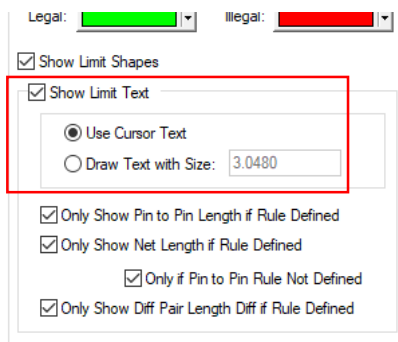 Legal: Illegal:
Show Limit Shapes
Show Limit Text
Use Cursor Text
Draw Text with Size: 3.0480
Only Show Pin to Pin Length if Rule Defined
Only Show Net Length if Rule Defined
Only if Pin to Pin Rule Not Defined
Only Show Diff Pair Length Diff if Rule Defined